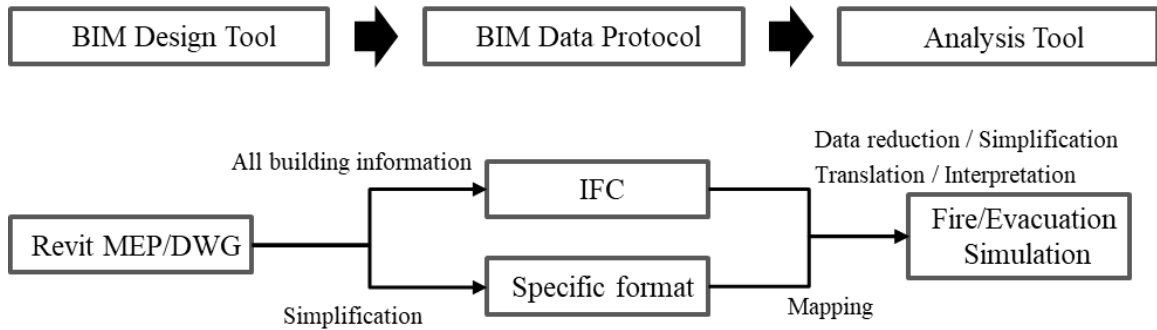 BIM Design Tool
BIM Data Protocol
Analysis Tool
Data reduction / Simplification
All building information
IFC
Translation / Interpretation
Revit MEP/DWG
Fire/Evacuation
Simulation
Specific format
Simplification
Mapping